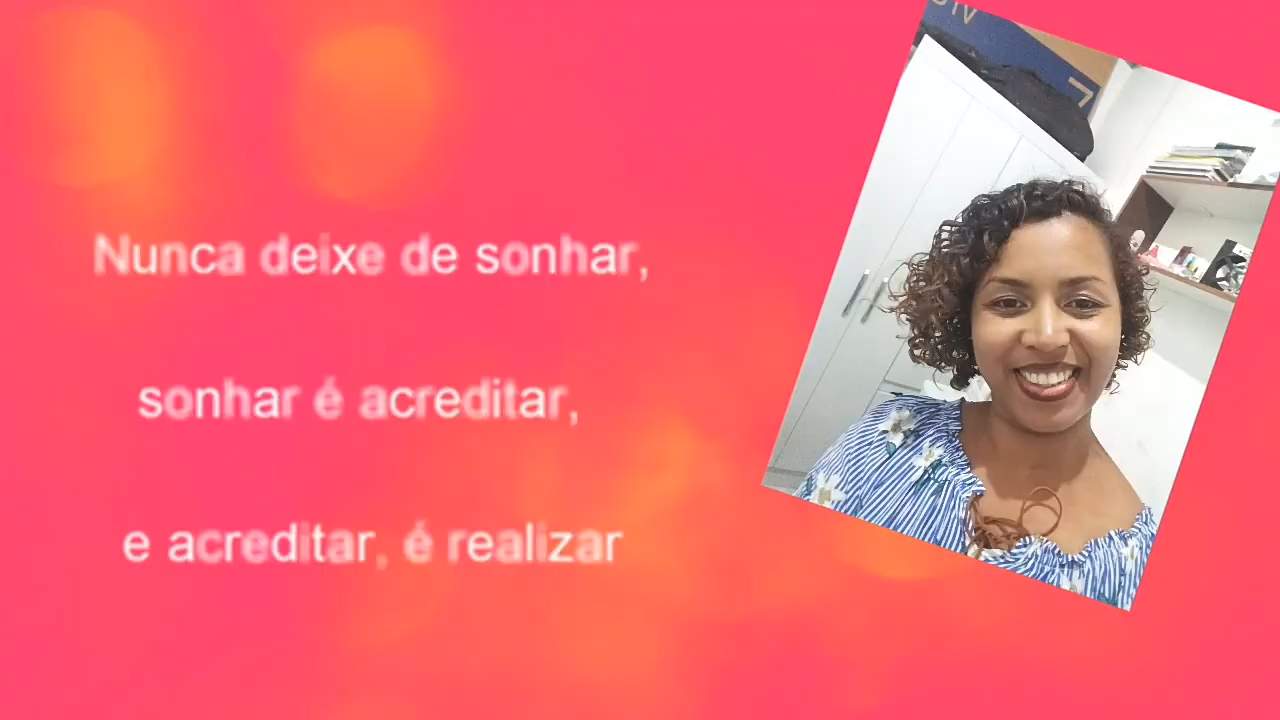 Nunca deixe de sonhar,
sonhar é acreditar,
e acreditar, é realizar